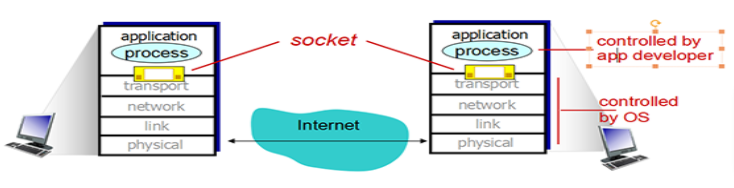 application
process
transport
network
link
physical
socket
Internet
application
process
transport
network
link
physical
controlled by
app developer
controlled
by OS